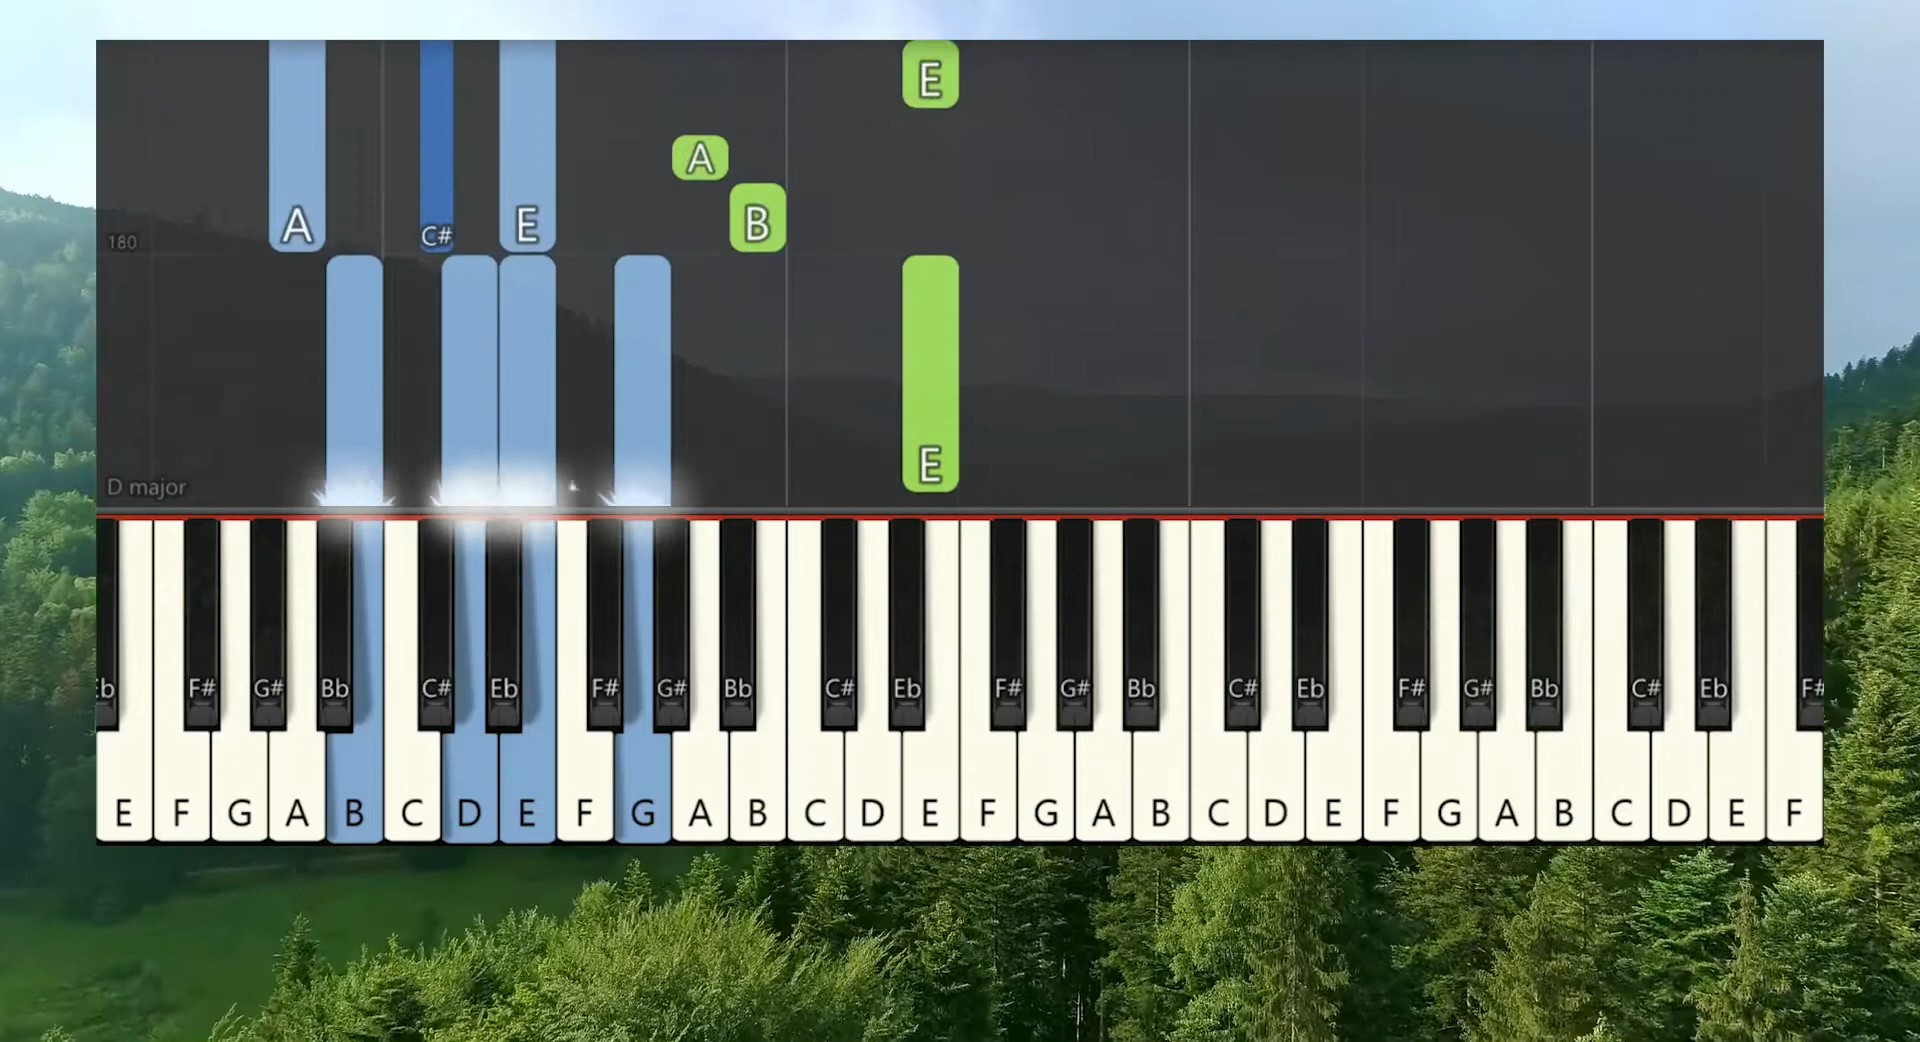 E
A
A C# E B
180
E
D major
Eb F# G# Bb C# Eb F# G# Bb C# Eb F# G# Bb C# Eb F# G# Bb C# Eb F#
E F G A B C D E F G A B C D E F G A B C D E F G A B C D E F